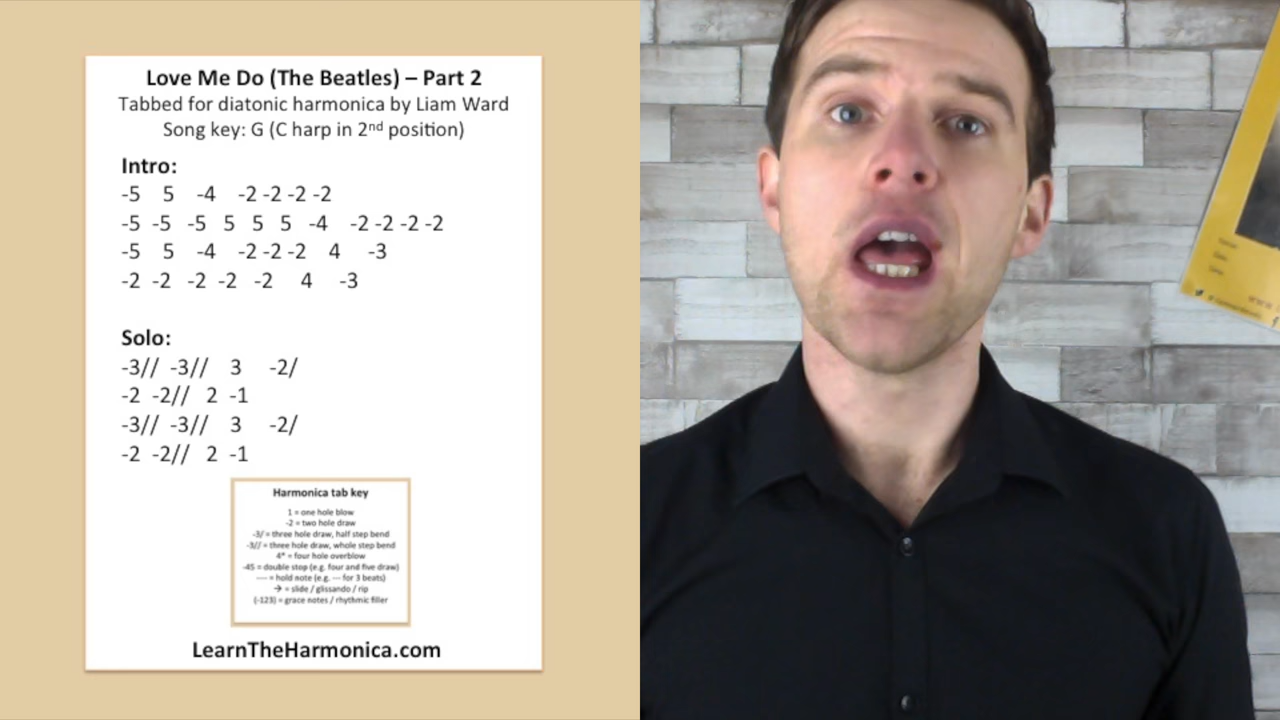 Love Me Do (The Beatles) – Part 2
Tabbed for diatonic harmonica by Liam Ward
Song key: G (C harp in 2nd position)
Intro:
-5 5 -4 -2 -2 -2 -2
-5 -5 -5 5 5 5 -4 -2 -2 -2 -2
-5 5 -4 -2 -2 -2 4 -3
-2 -2 -2 -2 -2 4 -3
Solo:
-3// -3// 3 -2/
-2 -2// 2 -1
-3// -3// 3 -2/
-2 -2// 2 -1
Harmonica tab key
1 = one hole blow
-2 = two hole draw
-3/ = three hole draw, half step bend
-3// = three hole draw, whole step bend
4* = four hole overblow
-45 = double stop (e.g. four and five draw)
---- = hold note (e.g. --- for 3 beats)
→ = slide / glissando / rip
(-123) = grace notes / rhythmic filler
LearnTheHarmonica.com